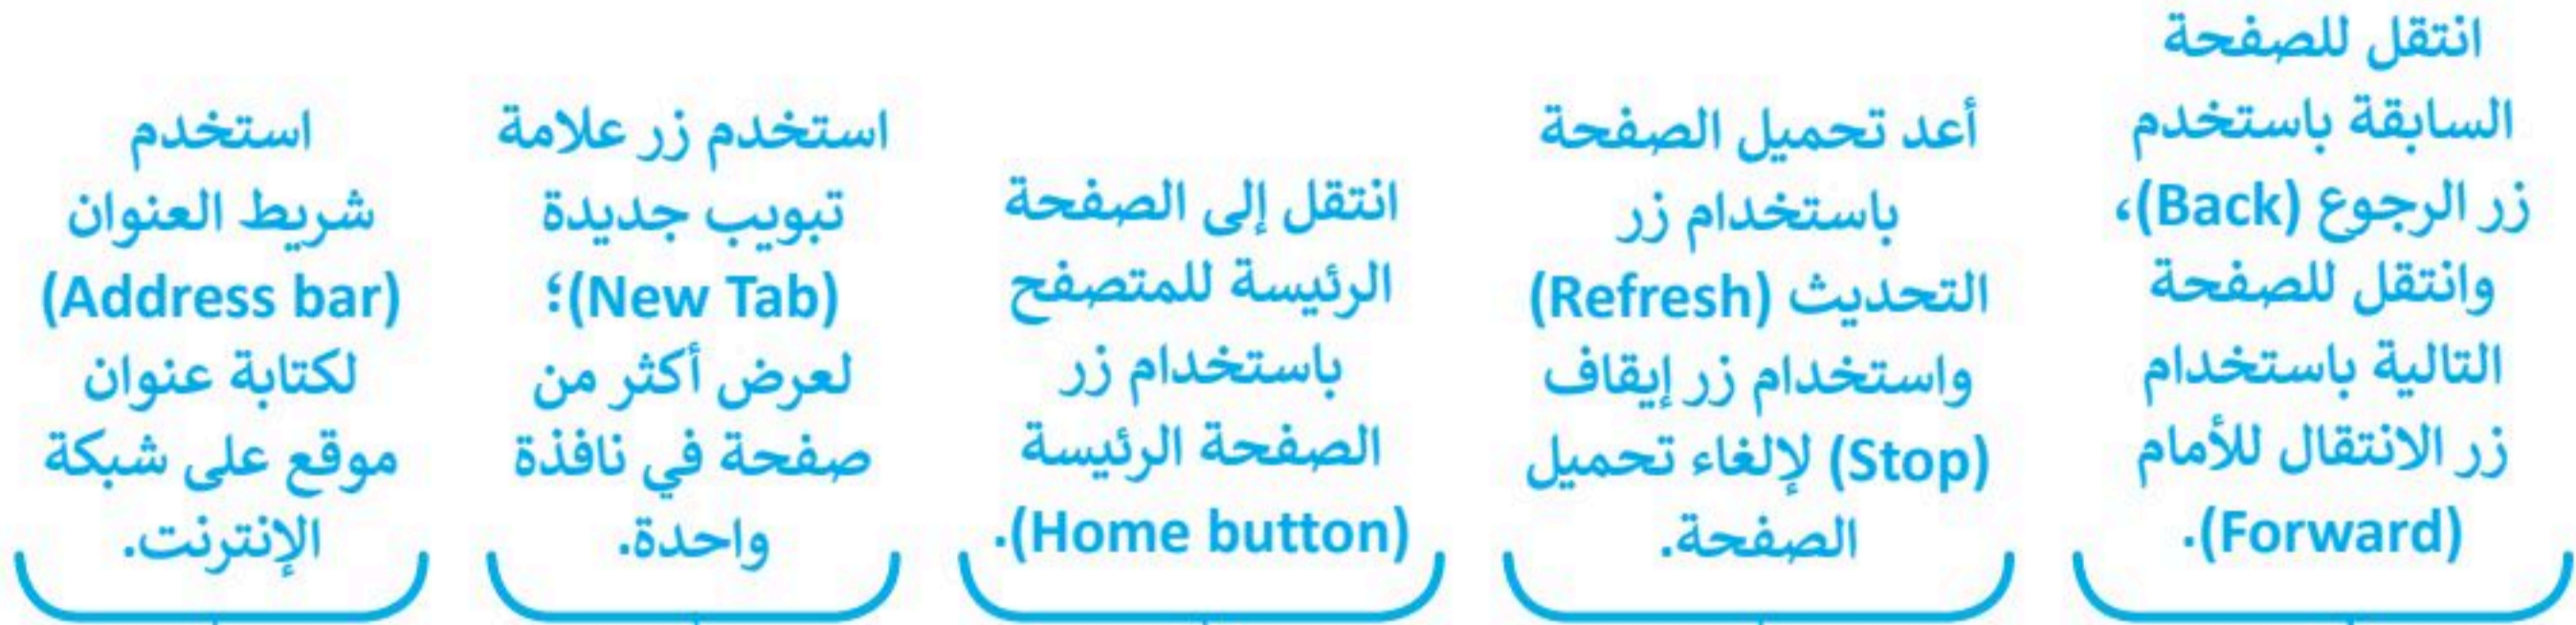 انتقل للصفحة
السابقة باستخدم
زر الرجوع (Back)،
وانتقل للصفحة
التالية باستخدام
زر الانتقال للأمام
(Forward).
أعد تحميل الصفحة
باستخدام زر
التحديث (Refresh)
واستخدام زر إيقاف
(Stop) لإلغاء تحميل
الصفحة.
انتقل إلى الصفحة
الرئيسة للمتصفح
باستخدام زر
الصفحة الرئيسة
(Home button).
استخدم زر علامة
تبويب جديدة
(New Tab)؛
لعرض أكثر من
صفحة في نافذة
واحدة.
استخدم
شريط العنوان
(Address bar)
لكتابة عنوان
موقع على شبكة
الإنترنت.